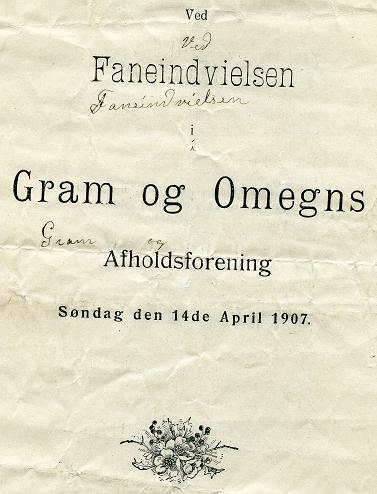 Ved
Ved
Faneindvielsen
Faneindvielsen
i
i
Gram og Omegns
Gram og
Afholdsforening
Søndag den 14de April 1907.